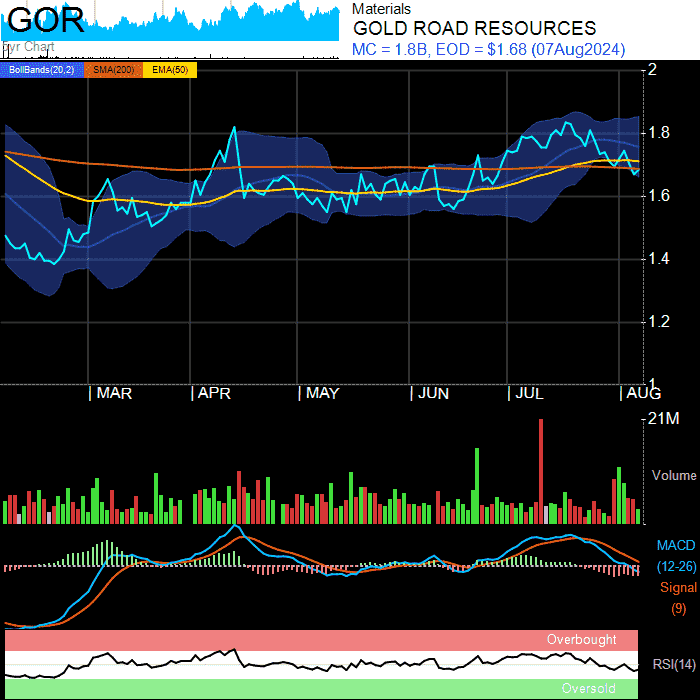 GOR
5yr Chart
Materials
GOLD ROAD RESOURCES
MC = 1.8B, EOD = $1.68 (07Aug2024)
BollBands(20,2) SMA(200) EMA(50)
2
1.8
1.6
1.4
1.2
1
MAR APR MAY JUN JUL AUG
21M
Volume
MACD
(12-26)
Signal
(9)
Overbought
RSI(14)
Oversold